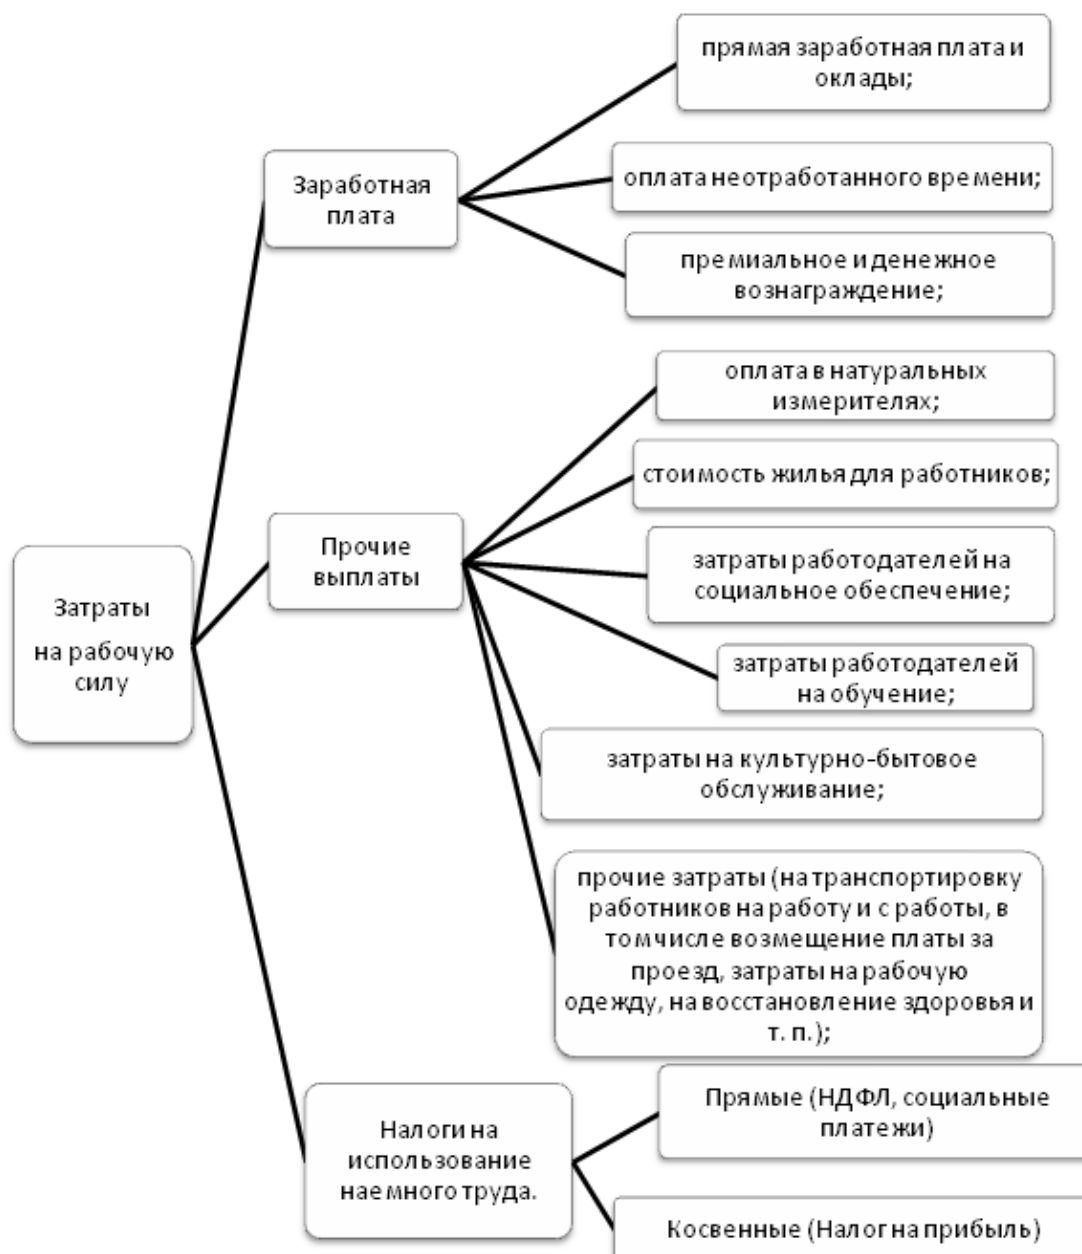 прямая заработная плата и
оклады;
Заработная
плата
оплата неотработанного времени;
премиальное и денежное
вознаграждение;
оплата в натуральных
измерителях;
стоимость жилья для работников;
Прочие
выплаты
затраты работодателей на
социальное обеспечение;
Затраты
на рабочую
силу
затраты работодателей
на обучение;
затраты на культурно-бытовое
обслуживание;
прочие затраты (на транспортировку
работников на работу и с работы, в
том числе возмещение платы за
проезд, затраты на рабочую
одежду, на восстановление здоровья и
т. п.);
Налоги на
использование
наемного труда.
Прямые (НДФЛ, социальные
платежи)
Косвенные (Налог на прибыль)